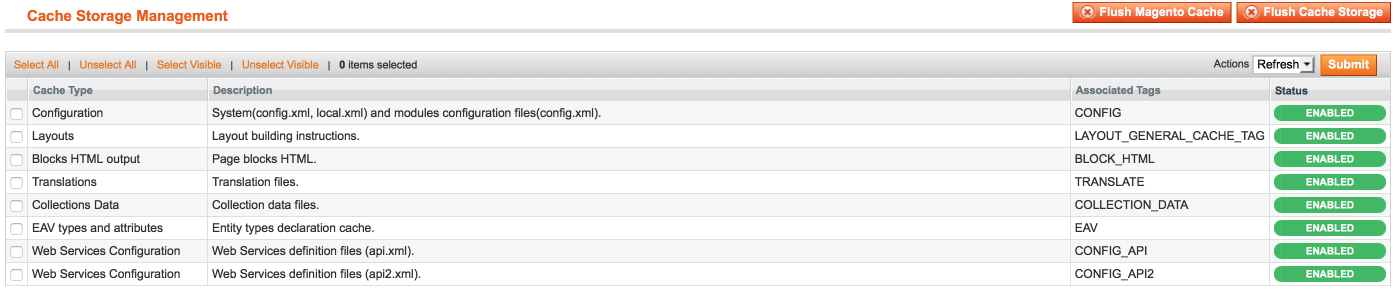 Cache Storage Management
Flush Magento Cache Flush Cache Storage
Select All | Unselect All | Select Visible | Unselect Visible | 0 items selected Actions Refresh Submit
Cache Type Description Associated Tags Status
Configuration System(config.xml, local.xml) and modules configuration files(config.xml). CONFIG ENABLED
Layouts Layout building instructions. LAYOUT_GENERAL_CACHE_TAG ENABLED
Blocks HTML output Page blocks HTML. BLOCK_HTML ENABLED
Translations Translation files. TRANSLATE ENABLED
Collections Data Collection data files. COLLECTION_DATA ENABLED
EAV types and attributes Entity types declaration cache. EAV ENABLED
Web Services Configuration Web Services definition files (api.xml). CONFIG_API ENABLED
Web Services Configuration Web Services definition files (api2.xml). CONFIG_API2 ENABLED